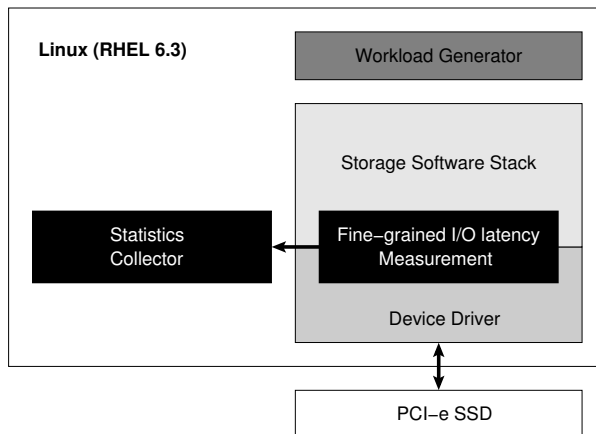 Linux (RHEL 6.3)
Workload Generator
Storage Software Stack
Statistics
Collector
Fine−grained I/O latency
Measurement
Device Driver
PCI−e SSD